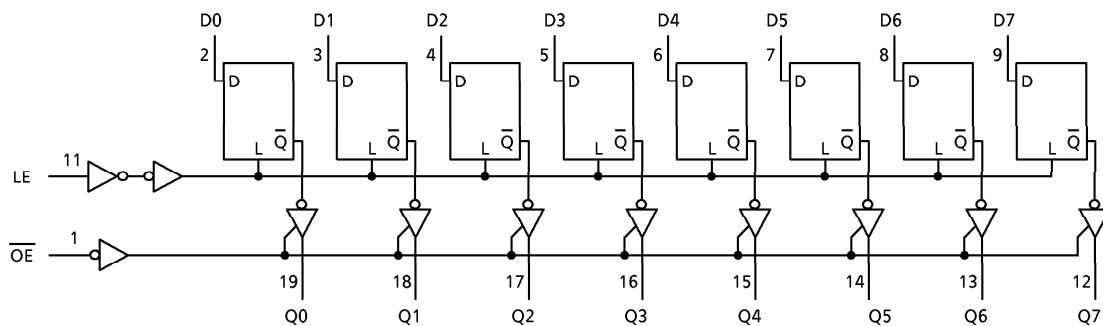 D0 D1 D2 D3 D4 D5 D6 D7
2 3 4 5 6 7 8 9
D D D D D D D D
L Q̅ L Q̅ L Q̅ L Q̅ L Q̅ L Q̅ L Q̅ L Q̅
11
LE
1
O̅E̅
19 18 17 16 15 14 13 12
Q0 Q1 Q2 Q3 Q4 Q5 Q6 Q7